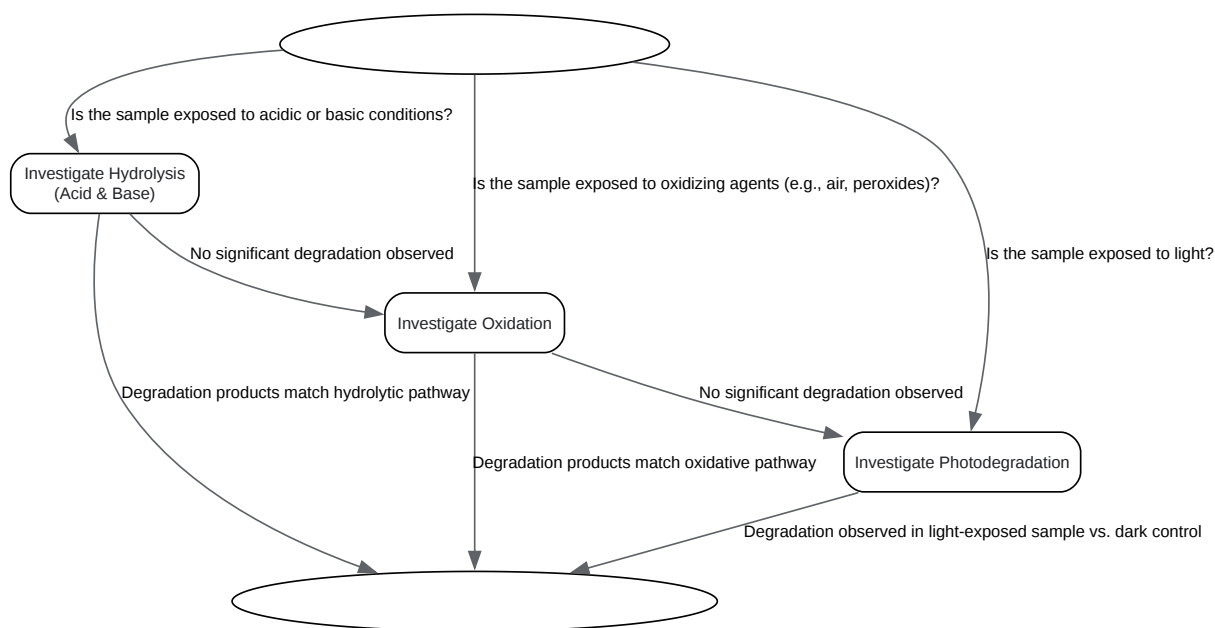 Is the sample exposed to acidic or basic conditions?
Investigate Hydrolysis
(Acid & Base)
Is the sample exposed to oxidizing agents (e.g., air, peroxides)?
No significant degradation observed
Is the sample exposed to light?
Investigate Oxidation
Degradation products match hydrolytic pathway
No significant degradation observed
Degradation products match oxidative pathway
Investigate Photodegradation
Degradation observed in light-exposed sample vs. dark control